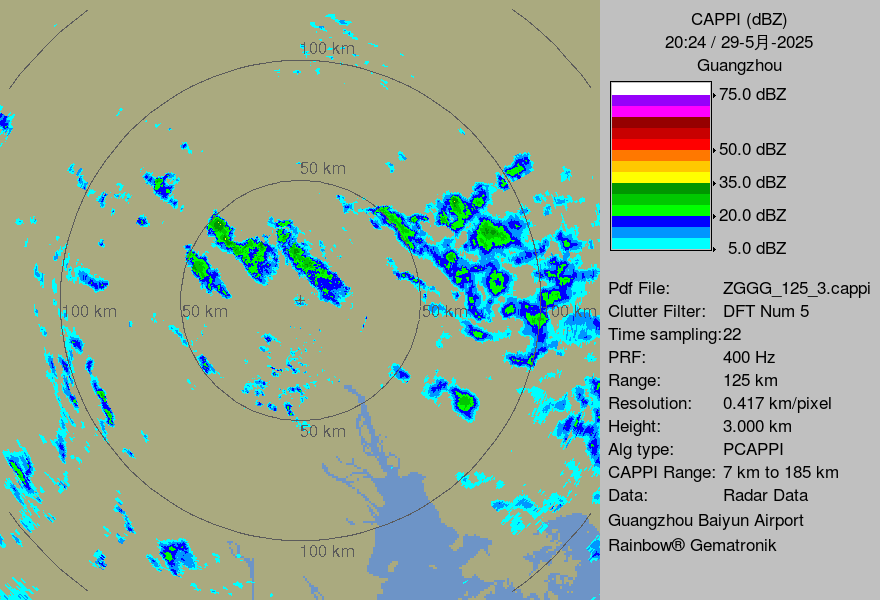 CAPPI (dBZ)
20:24 / 29-5月-2025
Guangzhou
75.0 dBZ
50.0 dBZ
35.0 dBZ
20.0 dBZ
5.0 dBZ
Pdf File: ZGGG_125_3.cappi
Clutter Filter: DFT Num 5
Time sampling:22
PRF: 400 Hz
Range: 125 km
Resolution: 0.417 km/pixel
Height: 3.000 km
Alg type: PCAPPI
CAPPI Range: 7 km to 185 km
Data: Radar Data
Guangzhou Baiyun Airport
Rainbow® Gematronik
100 km
50 km
100 km 50 km 50 km 100 km
50 km
100 km